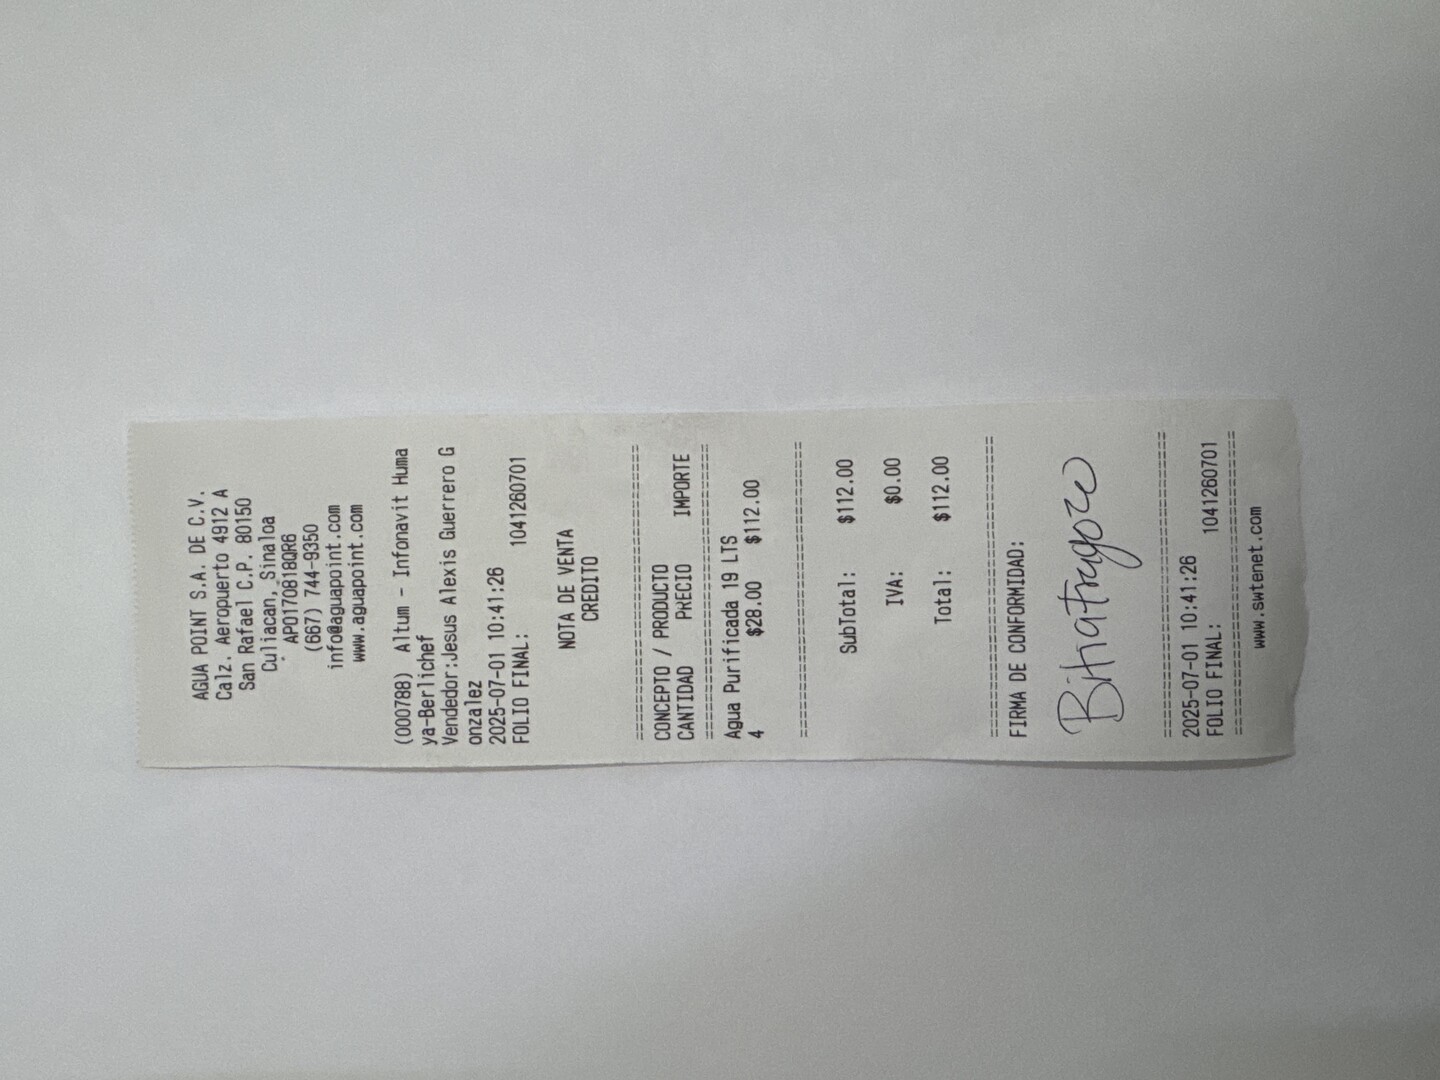 AGUA POINT S.A. DE C.V.
Calz. Aeropuerto 4912 A
San Rafael C.P. 80150
Culiacan, Sinaloa
APO170818QR6
(667) 744-9350
info@aguapoint.com
www.aguapoint.com
(000788) Altum - Infonavit Huma
ya-Berlichef
Vendedor:Jesus Alexis Guerrero G
onzalez
2025-07-01 10:41:26
FOLIO FINAL: 1041260701
NOTA DE VENTA
CREDITO
================================
CONCEPTO / PRODUCTO
CANTIDAD PRECIO IMPORTE
================================
Agua Purificada 19 LTS
4 $28.00 $112.00
================================
SubTotal: $112.00
IVA: $0.00
Total: $112.00
================================
FIRMA DE CONFORMIDAD:
================================
2025-07-01 10:41:26
FOLIO FINAL: 1041260701
================================
www.swtenet.com